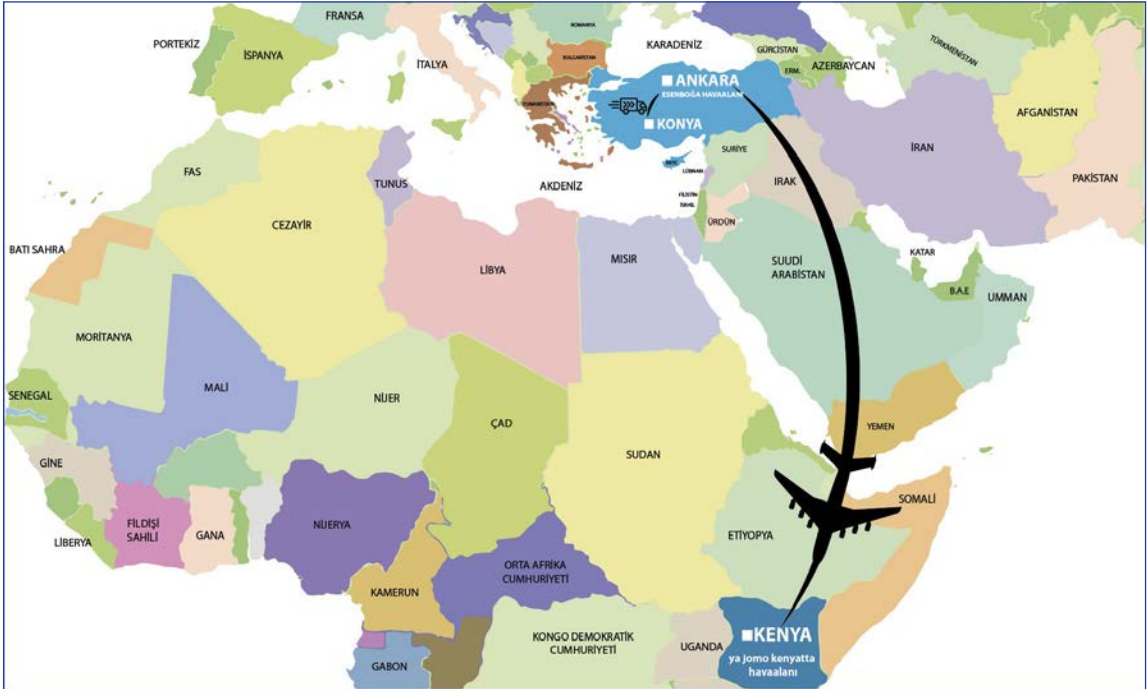 FRANSA
ROMANYA
PORTEKİZ
İSPANYA
İTALYA
KARADENİZ
GÜRCİSTAN
TÜRKMENİSTAN
BULGARİSTAN
ERM.
AZERBAYCAN
ANKARA
ESENBOĞA HAVAALANI
YUNANİSTAN
AFGANİSTAN
KONYA
SURİYE
İRAN
FAS
TUNUS
KKTC
LÜBNAN
IRAK
PAKİSTAN
AKDENİZ
FİLİSTİN
İSRAİL
ÜRDÜN
CEZAYİR
BATI SAHRA
LİBYA
MISIR
SUUDİ
ARABİSTAN
KATAR
B.A.E
UMMAN
MORİTANYA
MALİ
SENEGAL
NİJER
ÇAD
YEMEN
SUDAN
GİNE
SOMALİ
FİLDİŞİ
SAHİLİ
LİBERYA
GANA
NİJERYA
ETİYOPYA
ORTA AFRİKA
CUMHURİYETİ
KAMERUN
KONGO DEMOKRATİK
CUMHURİYETİ
UGANDA
KENYA
GABON
ya jomo kenyatta
havaalanı